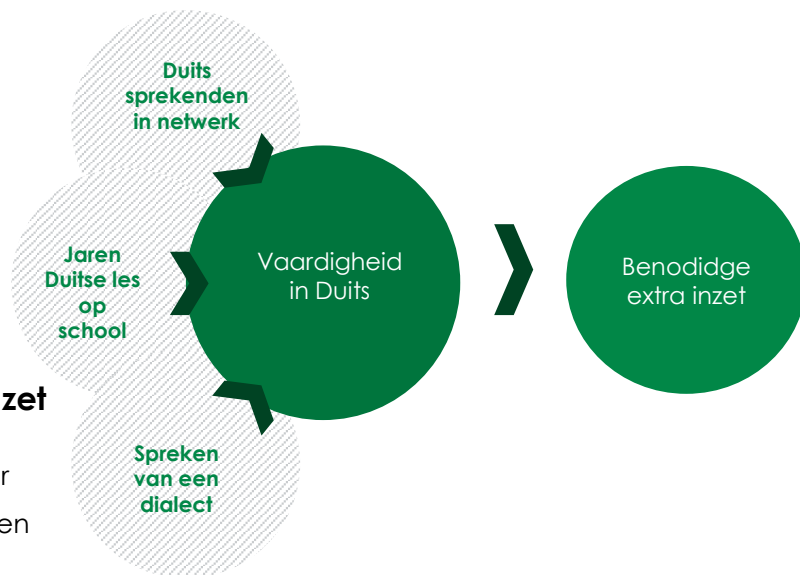 Duits
sprekenden
in netwerk
Jaren
Duitse les
op
school
Spreken
van een
dialect
Vaardigheid
in Duits
Benodidge
extra inzet
zet
r
en